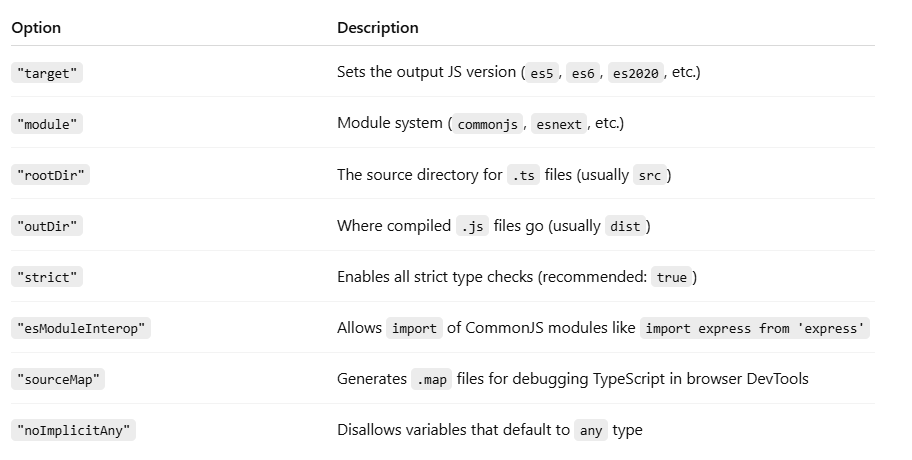 Option Description
"target" Sets the output JS version (es5, es6, es2020, etc.)
"module" Module system (commonjs, esnext, etc.)
"rootDir" The source directory for .ts files (usually src)
"outDir" Where compiled .js files go (usually dist)
"strict" Enables all strict type checks (recommended: true)
"esModuleInterop" Allows import of CommonJS modules like import express from 'express'
"sourceMap" Generates .map files for debugging TypeScript in browser DevTools
"noImplicitAny" Disallows variables that default to any type